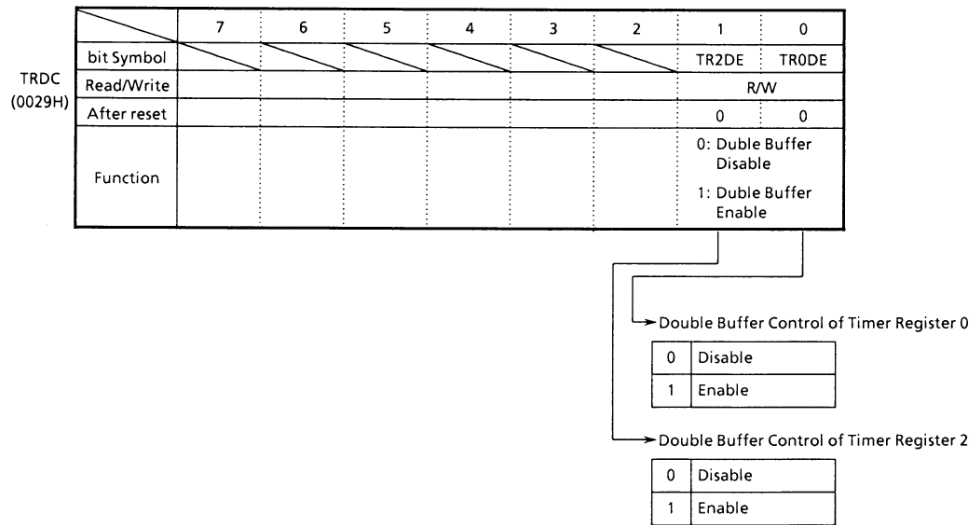 7 6 5 4 3 2 1 0
bit Symbol TR2DE TR0DE
TRDC
(0029H)
Read/Write R/W
After reset 0 0
Function
0: Duble Buffer
Disable
1: Duble Buffer
Enable
Double Buffer Control of Timer Register 0
0 Disable
1 Enable
Double Buffer Control of Timer Register 2
0 Disable
1 Enable